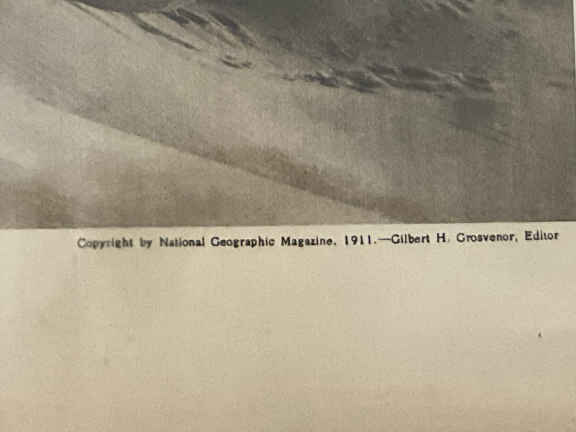 Copyright by National Geographic Magazine, 1911.—Gilbert H. Grosvenor, Editor